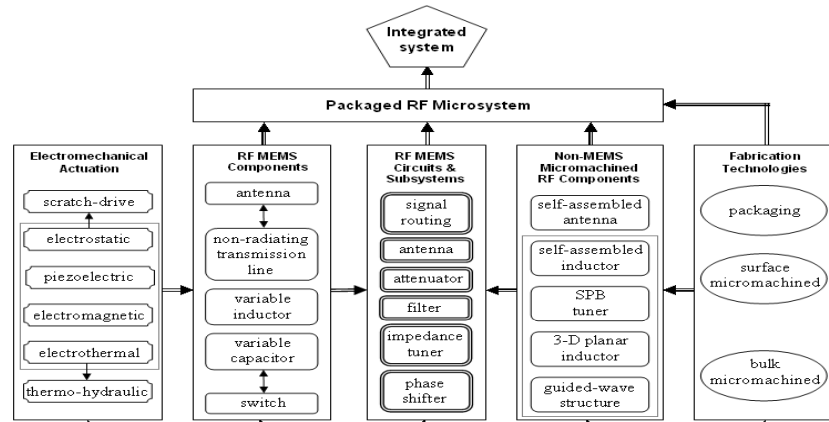 Integrated
system
Packaged RF Microsystem
Electromechanical
Actuation
scratch-drive
electrostatic
piezoelectric
electromagnetic
electrothermal
thermo-hydraulic
RF MEMS
Components
antenna
non-radiating
transmission
line
variable
inductor
variable
capacitor
switch
RF MEMS
Circuits &
Subsystems
signal
routing
antenna
attenuator
filter
impedance
tuner
phase
shifter
Non-MEMS
Micromachined
RF Components
self-assembled
antenna
self-assembled
inductor
SPB
tuner
3-D planar
inductor
guided-wave
structure
Fabrication
Technologies
packaging
surface
micromachined
bulk
micromachined